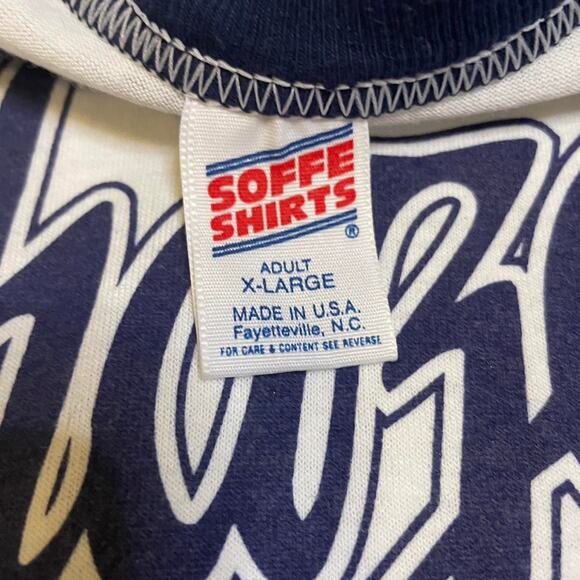 SOFFE
SHIRTS
®
ADULT
X-LARGE
MADE IN U.S.A.
Fayetteville, N.C.
FOR CARE & CONTENT SEE REVERSE